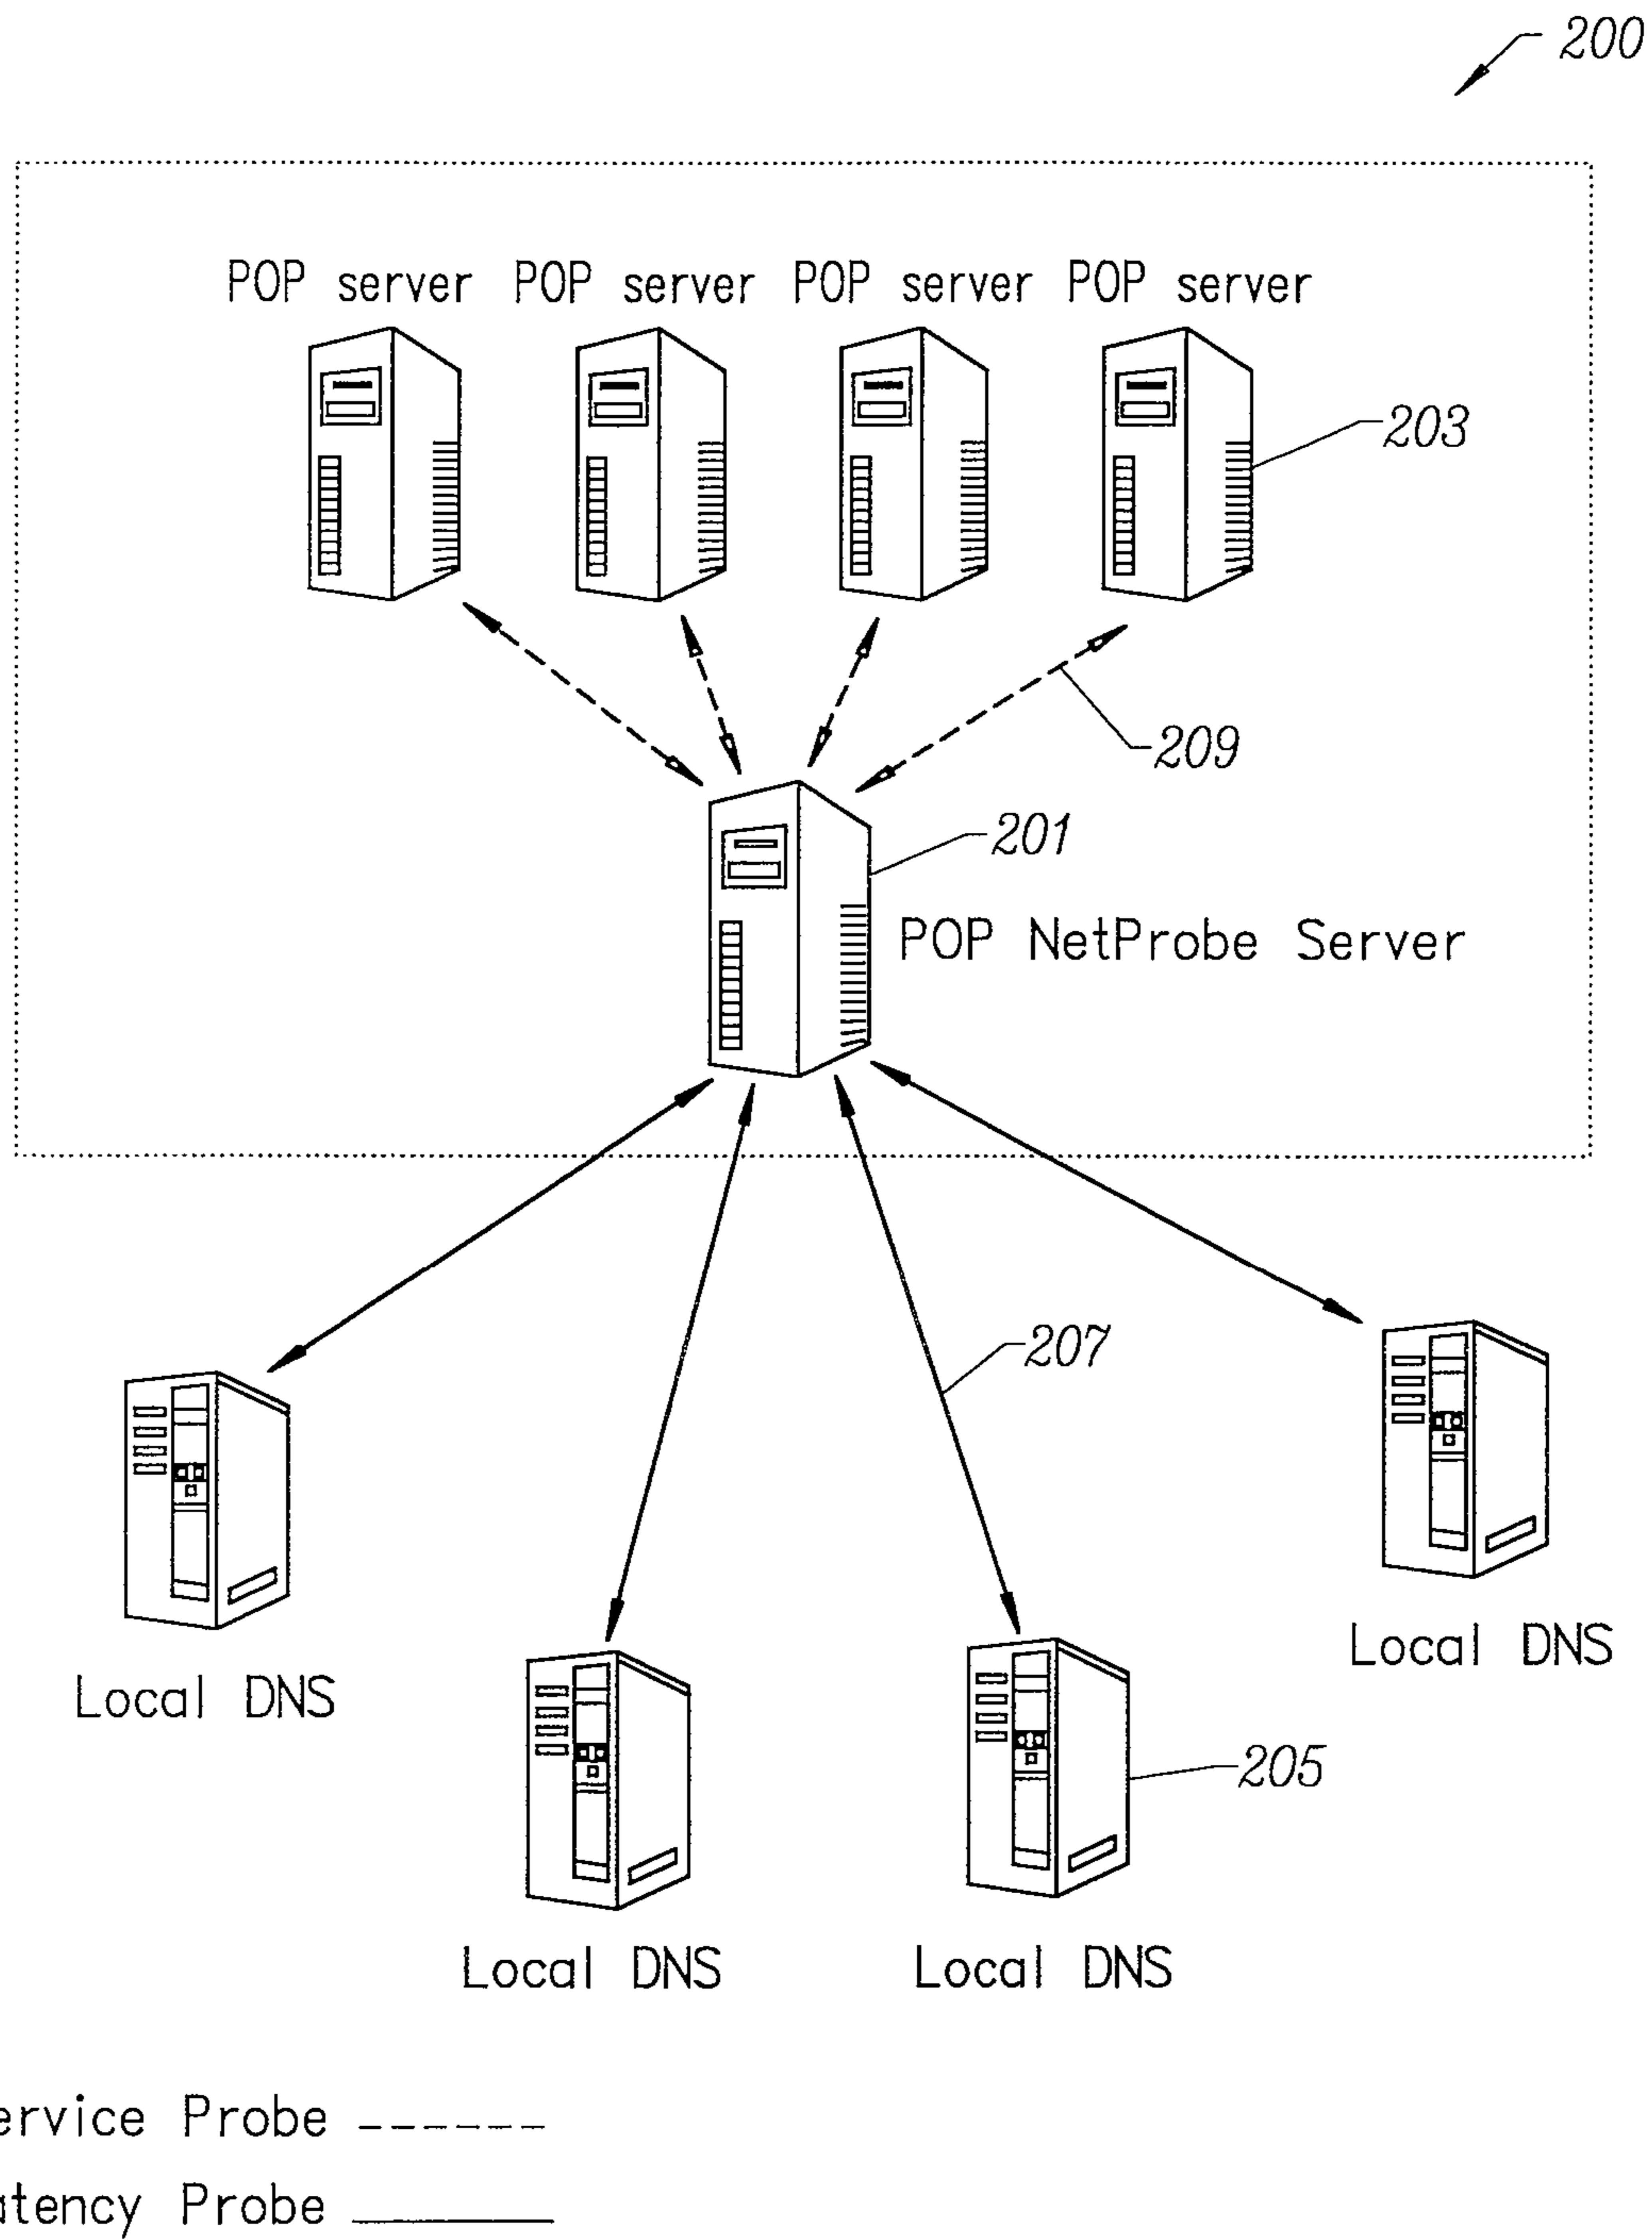 200
POP server POP server POP server POP server
203
209
201
POP NetProbe Server
207
Local DNS
Local DNS
205
Local DNS
Local DNS
ervice Probe
atency Probe